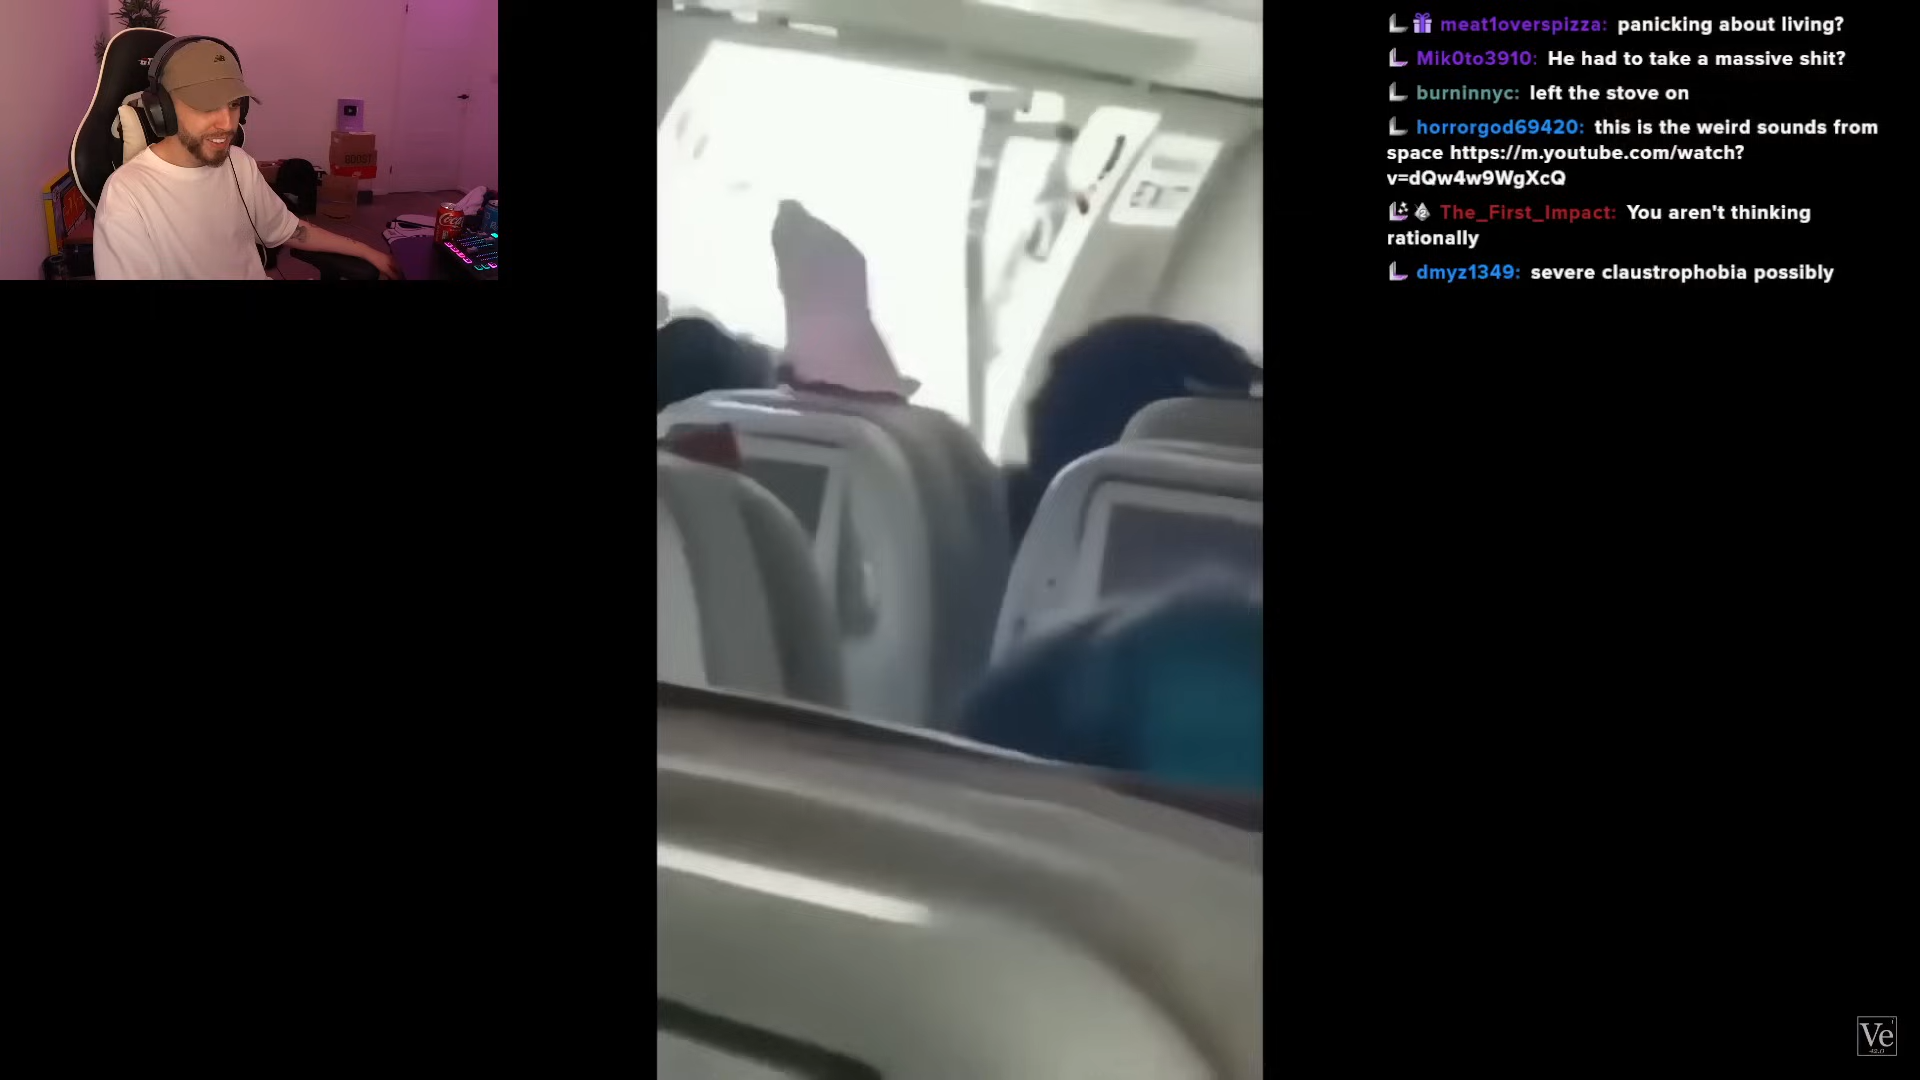 meat1overspizza: panicking about living?
Mik0to3910: He had to take a massive shit?
burninnyc: left the stove on
horrorgod69420: this is the weird sounds from
space https://m.youtube.com/watch?
v=dQw4w9WgXcQ
The_First_Impact: You aren't thinking
rationally
dmyz1349: severe claustrophobia possibly
BOOST
Ve